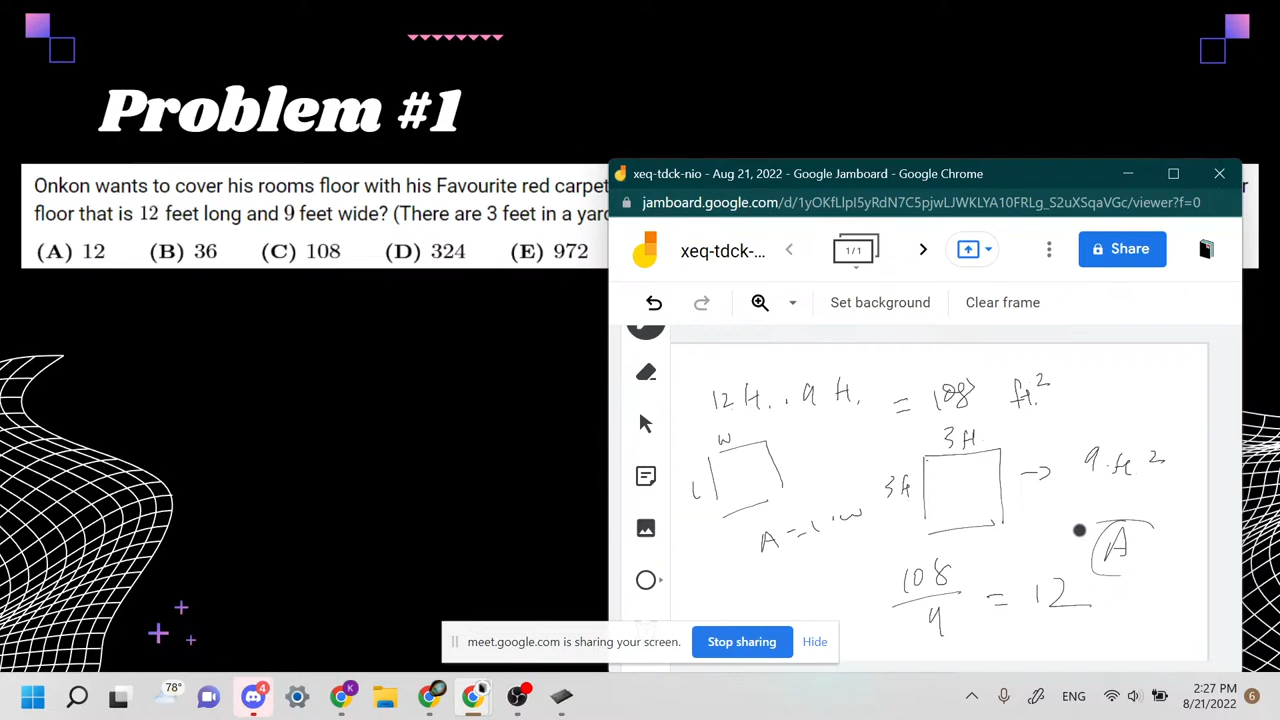 Problem #1
Onkon wants to cover his rooms floor with his Favourite red carpet
floor that is 12 feet long and 9 feet wide? (There are 3 feet in a yard
(A) 12 (B) 36 (C) 108 (D) 324 (E) 972
xeq-tdck-nio - Aug 21, 2022 - Google Jamboard - Google Chrome
jamboard.google.com/d/1yOKfLlpI5yRdN7C5pjwLJWKLYA10FRLg_S2uXSqaVGc/viewer?f=0
xeq-tdck-...
1/1
Share
Set background Clear frame
12 ft. . 9 ft. = 108 ft.²
W
3 ft.
L
3 ft
→ 9. ft²
A = L . W
A
108
9
= 12
meet.google.com is sharing your screen. Stop sharing Hide
78°
4
K
ENG
2:27 PM
8/21/2022
6